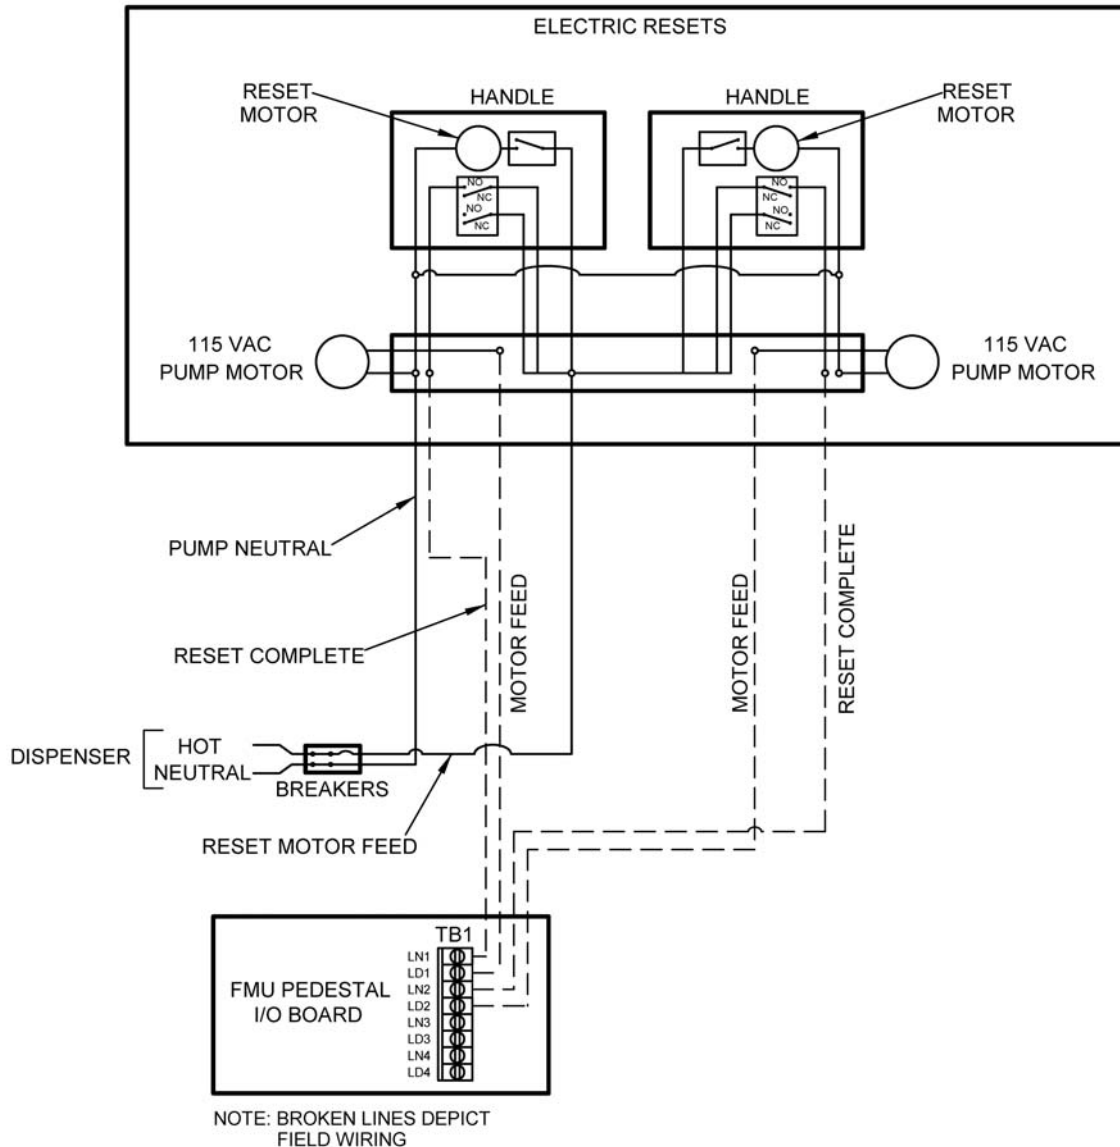 ELECTRIC RESETS
RESET
MOTOR
HANDLE
HANDLE
RESET
MOTOR
NO
NC
NO
NC
NO
NC
NO
NC
115 VAC
PUMP MOTOR
115 VAC
PUMP MOTOR
PUMP NEUTRAL
RESET COMPLETE
MOTOR FEED
MOTOR FEED
RESET COMPLETE
DISPENSER
HOT
NEUTRAL
BREAKERS
RESET MOTOR FEED
TB1
FMU PEDESTAL
I/O BOARD
LN1
LD1
LN2
LD2
LN3
LD3
LN4
LD4
NOTE: BROKEN LINES DEPICT
FIELD WIRING